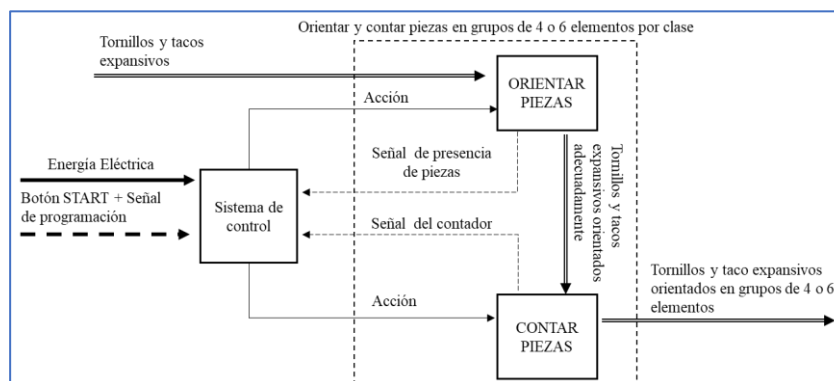 Orientar y contar piezas en grupos de 4 o 6 elementos por clase
Tornillos y tacos
expansivos
ORIENTAR
PIEZAS
Acción
Señal de presencia
de piezas
Tornillos y tacos
expansivos orientados
adecuadamente
Energía Eléctrica
Botón START + Señal
de programación
Sistema de
control
Señal del contador
Tornillos y taco expansivos
orientados en grupos de 4 o 6
elementos
Acción
CONTAR
PIEZAS